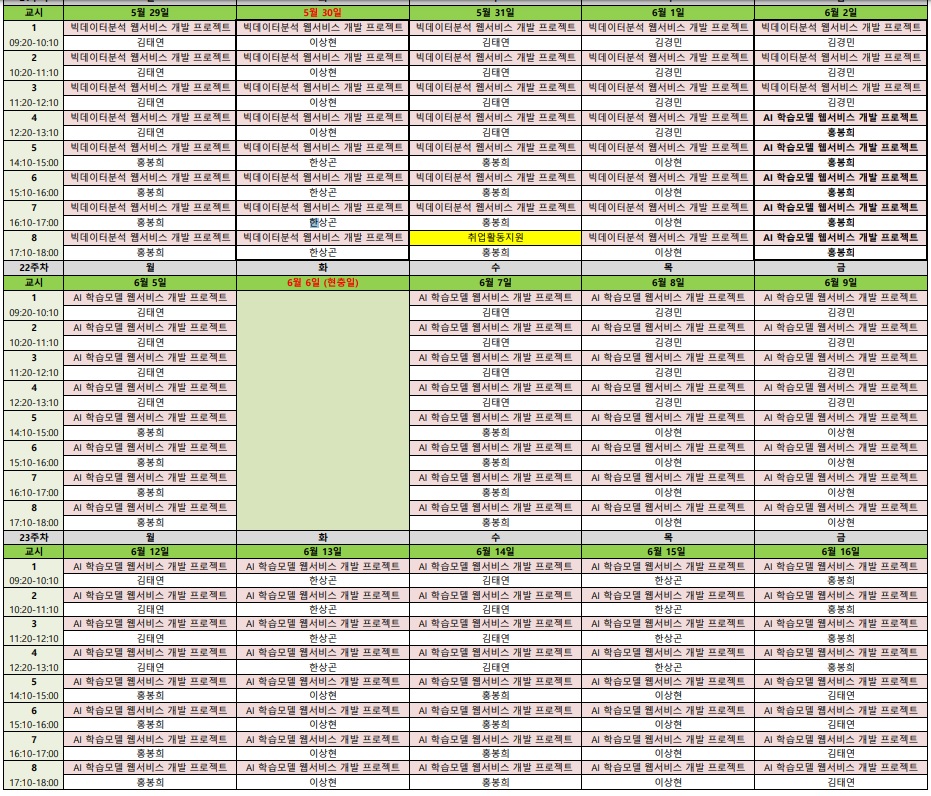 교시 5월 29일 5월 30일 5월 31일 6월 1일 6월 2일
1 빅데이터분석 웹서비스 개발 프로젝트 빅데이터분석 웹서비스 개발 프로젝트 빅데이터분석 웹서비스 개발 프로젝트 빅데이터분석 웹서비스 개발 프로젝트 빅데이터분석 웹서비스 개발 프로젝트
09:20-10:10 김태연 이상현 김태연 김경민 김경민
2 빅데이터분석 웹서비스 개발 프로젝트 빅데이터분석 웹서비스 개발 프로젝트 빅데이터분석 웹서비스 개발 프로젝트 빅데이터분석 웹서비스 개발 프로젝트 빅데이터분석 웹서비스 개발 프로젝트
10:20-11:10 김태연 이상현 김태연 김경민 김경민
3 빅데이터분석 웹서비스 개발 프로젝트 빅데이터분석 웹서비스 개발 프로젝트 빅데이터분석 웹서비스 개발 프로젝트 빅데이터분석 웹서비스 개발 프로젝트 빅데이터분석 웹서비스 개발 프로젝트
11:20-12:10 김태연 이상현 김태연 김경민 김경민
4 빅데이터분석 웹서비스 개발 프로젝트 빅데이터분석 웹서비스 개발 프로젝트 빅데이터분석 웹서비스 개발 프로젝트 빅데이터분석 웹서비스 개발 프로젝트 AI 학습모델 웹서비스 개발 프로젝트
12:20-13:10 김태연 이상현 김태연 김경민 홍봉희
5 빅데이터분석 웹서비스 개발 프로젝트 빅데이터분석 웹서비스 개발 프로젝트 빅데이터분석 웹서비스 개발 프로젝트 빅데이터분석 웹서비스 개발 프로젝트 AI 학습모델 웹서비스 개발 프로젝트
14:10-15:00 홍봉희 한상곤 홍봉희 이상현 홍봉희
6 빅데이터분석 웹서비스 개발 프로젝트 빅데이터분석 웹서비스 개발 프로젝트 빅데이터분석 웹서비스 개발 프로젝트 빅데이터분석 웹서비스 개발 프로젝트 AI 학습모델 웹서비스 개발 프로젝트
15:10-16:00 홍봉희 한상곤 홍봉희 이상현 홍봉희
7 빅데이터분석 웹서비스 개발 프로젝트 빅데이터분석 웹서비스 개발 프로젝트 빅데이터분석 웹서비스 개발 프로젝트 빅데이터분석 웹서비스 개발 프로젝트 AI 학습모델 웹서비스 개발 프로젝트
16:10-17:00 홍봉희 한상곤 홍봉희 이상현 홍봉희
8 빅데이터분석 웹서비스 개발 프로젝트 빅데이터분석 웹서비스 개발 프로젝트 취업활동지원 빅데이터분석 웹서비스 개발 프로젝트 AI 학습모델 웹서비스 개발 프로젝트
17:10-18:00 홍봉희 한상곤 홍봉희 이상현 홍봉희
22주차 월 화 수 목 금
교시 6월 5일 6월 6일 (현충일) 6월 7일 6월 8일 6월 9일
1 AI 학습모델 웹서비스 개발 프로젝트 AI 학습모델 웹서비스 개발 프로젝트 AI 학습모델 웹서비스 개발 프로젝트 AI 학습모델 웹서비스 개발 프로젝트
09:20-10:10 김태연 김태연 김경민 김경민
2 AI 학습모델 웹서비스 개발 프로젝트 AI 학습모델 웹서비스 개발 프로젝트 AI 학습모델 웹서비스 개발 프로젝트 AI 학습모델 웹서비스 개발 프로젝트
10:20-11:10 김태연 김태연 김경민 김경민
3 AI 학습모델 웹서비스 개발 프로젝트 AI 학습모델 웹서비스 개발 프로젝트 AI 학습모델 웹서비스 개발 프로젝트 AI 학습모델 웹서비스 개발 프로젝트
11:20-12:10 김태연 김태연 김경민 김경민
4 AI 학습모델 웹서비스 개발 프로젝트 AI 학습모델 웹서비스 개발 프로젝트 AI 학습모델 웹서비스 개발 프로젝트 AI 학습모델 웹서비스 개발 프로젝트
12:20-13:10 김태연 김태연 김경민 김경민
5 AI 학습모델 웹서비스 개발 프로젝트 AI 학습모델 웹서비스 개발 프로젝트 AI 학습모델 웹서비스 개발 프로젝트 AI 학습모델 웹서비스 개발 프로젝트
14:10-15:00 홍봉희 홍봉희 이상현 이상현
6 AI 학습모델 웹서비스 개발 프로젝트 AI 학습모델 웹서비스 개발 프로젝트 AI 학습모델 웹서비스 개발 프로젝트 AI 학습모델 웹서비스 개발 프로젝트
15:10-16:00 홍봉희 홍봉희 이상현 이상현
7 AI 학습모델 웹서비스 개발 프로젝트 AI 학습모델 웹서비스 개발 프로젝트 AI 학습모델 웹서비스 개발 프로젝트 AI 학습모델 웹서비스 개발 프로젝트
16:10-17:00 홍봉희 홍봉희 이상현 이상현
8 AI 학습모델 웹서비스 개발 프로젝트 AI 학습모델 웹서비스 개발 프로젝트 AI 학습모델 웹서비스 개발 프로젝트 AI 학습모델 웹서비스 개발 프로젝트
17:10-18:00 홍봉희 홍봉희 이상현 이상현
23주차 월 화 수 목 금
교시 6월 12일 6월 13일 6월 14일 6월 15일 6월 16일
1 AI 학습모델 웹서비스 개발 프로젝트 AI 학습모델 웹서비스 개발 프로젝트 AI 학습모델 웹서비스 개발 프로젝트 AI 학습모델 웹서비스 개발 프로젝트 AI 학습모델 웹서비스 개발 프로젝트
09:20-10:10 김태연 한상곤 김태연 한상곤 홍봉희
2 AI 학습모델 웹서비스 개발 프로젝트 AI 학습모델 웹서비스 개발 프로젝트 AI 학습모델 웹서비스 개발 프로젝트 AI 학습모델 웹서비스 개발 프로젝트 AI 학습모델 웹서비스 개발 프로젝트
10:20-11:10 김태연 한상곤 김태연 한상곤 홍봉희
3 AI 학습모델 웹서비스 개발 프로젝트 AI 학습모델 웹서비스 개발 프로젝트 AI 학습모델 웹서비스 개발 프로젝트 AI 학습모델 웹서비스 개발 프로젝트 AI 학습모델 웹서비스 개발 프로젝트
11:20-12:10 김태연 한상곤 김태연 한상곤 홍봉희
4 AI 학습모델 웹서비스 개발 프로젝트 AI 학습모델 웹서비스 개발 프로젝트 AI 학습모델 웹서비스 개발 프로젝트 AI 학습모델 웹서비스 개발 프로젝트 AI 학습모델 웹서비스 개발 프로젝트
12:20-13:10 김태연 한상곤 김태연 한상곤 홍봉희
5 AI 학습모델 웹서비스 개발 프로젝트 AI 학습모델 웹서비스 개발 프로젝트 AI 학습모델 웹서비스 개발 프로젝트 AI 학습모델 웹서비스 개발 프로젝트 AI 학습모델 웹서비스 개발 프로젝트
14:10-15:00 홍봉희 이상현 홍봉희 이상현 김태연
6 AI 학습모델 웹서비스 개발 프로젝트 AI 학습모델 웹서비스 개발 프로젝트 AI 학습모델 웹서비스 개발 프로젝트 AI 학습모델 웹서비스 개발 프로젝트 AI 학습모델 웹서비스 개발 프로젝트
15:10-16:00 홍봉희 이상현 홍봉희 이상현 김태연
7 AI 학습모델 웹서비스 개발 프로젝트 AI 학습모델 웹서비스 개발 프로젝트 AI 학습모델 웹서비스 개발 프로젝트 AI 학습모델 웹서비스 개발 프로젝트 AI 학습모델 웹서비스 개발 프로젝트
16:10-17:00 홍봉희 이상현 홍봉희 이상현 김태연
8 AI 학습모델 웹서비스 개발 프로젝트 AI 학습모델 웹서비스 개발 프로젝트 AI 학습모델 웹서비스 개발 프로젝트 AI 학습모델 웹서비스 개발 프로젝트 AI 학습모델 웹서비스 개발 프로젝트
17:10-18:00 홍봉희 이상현 홍봉희 이상현 김태연